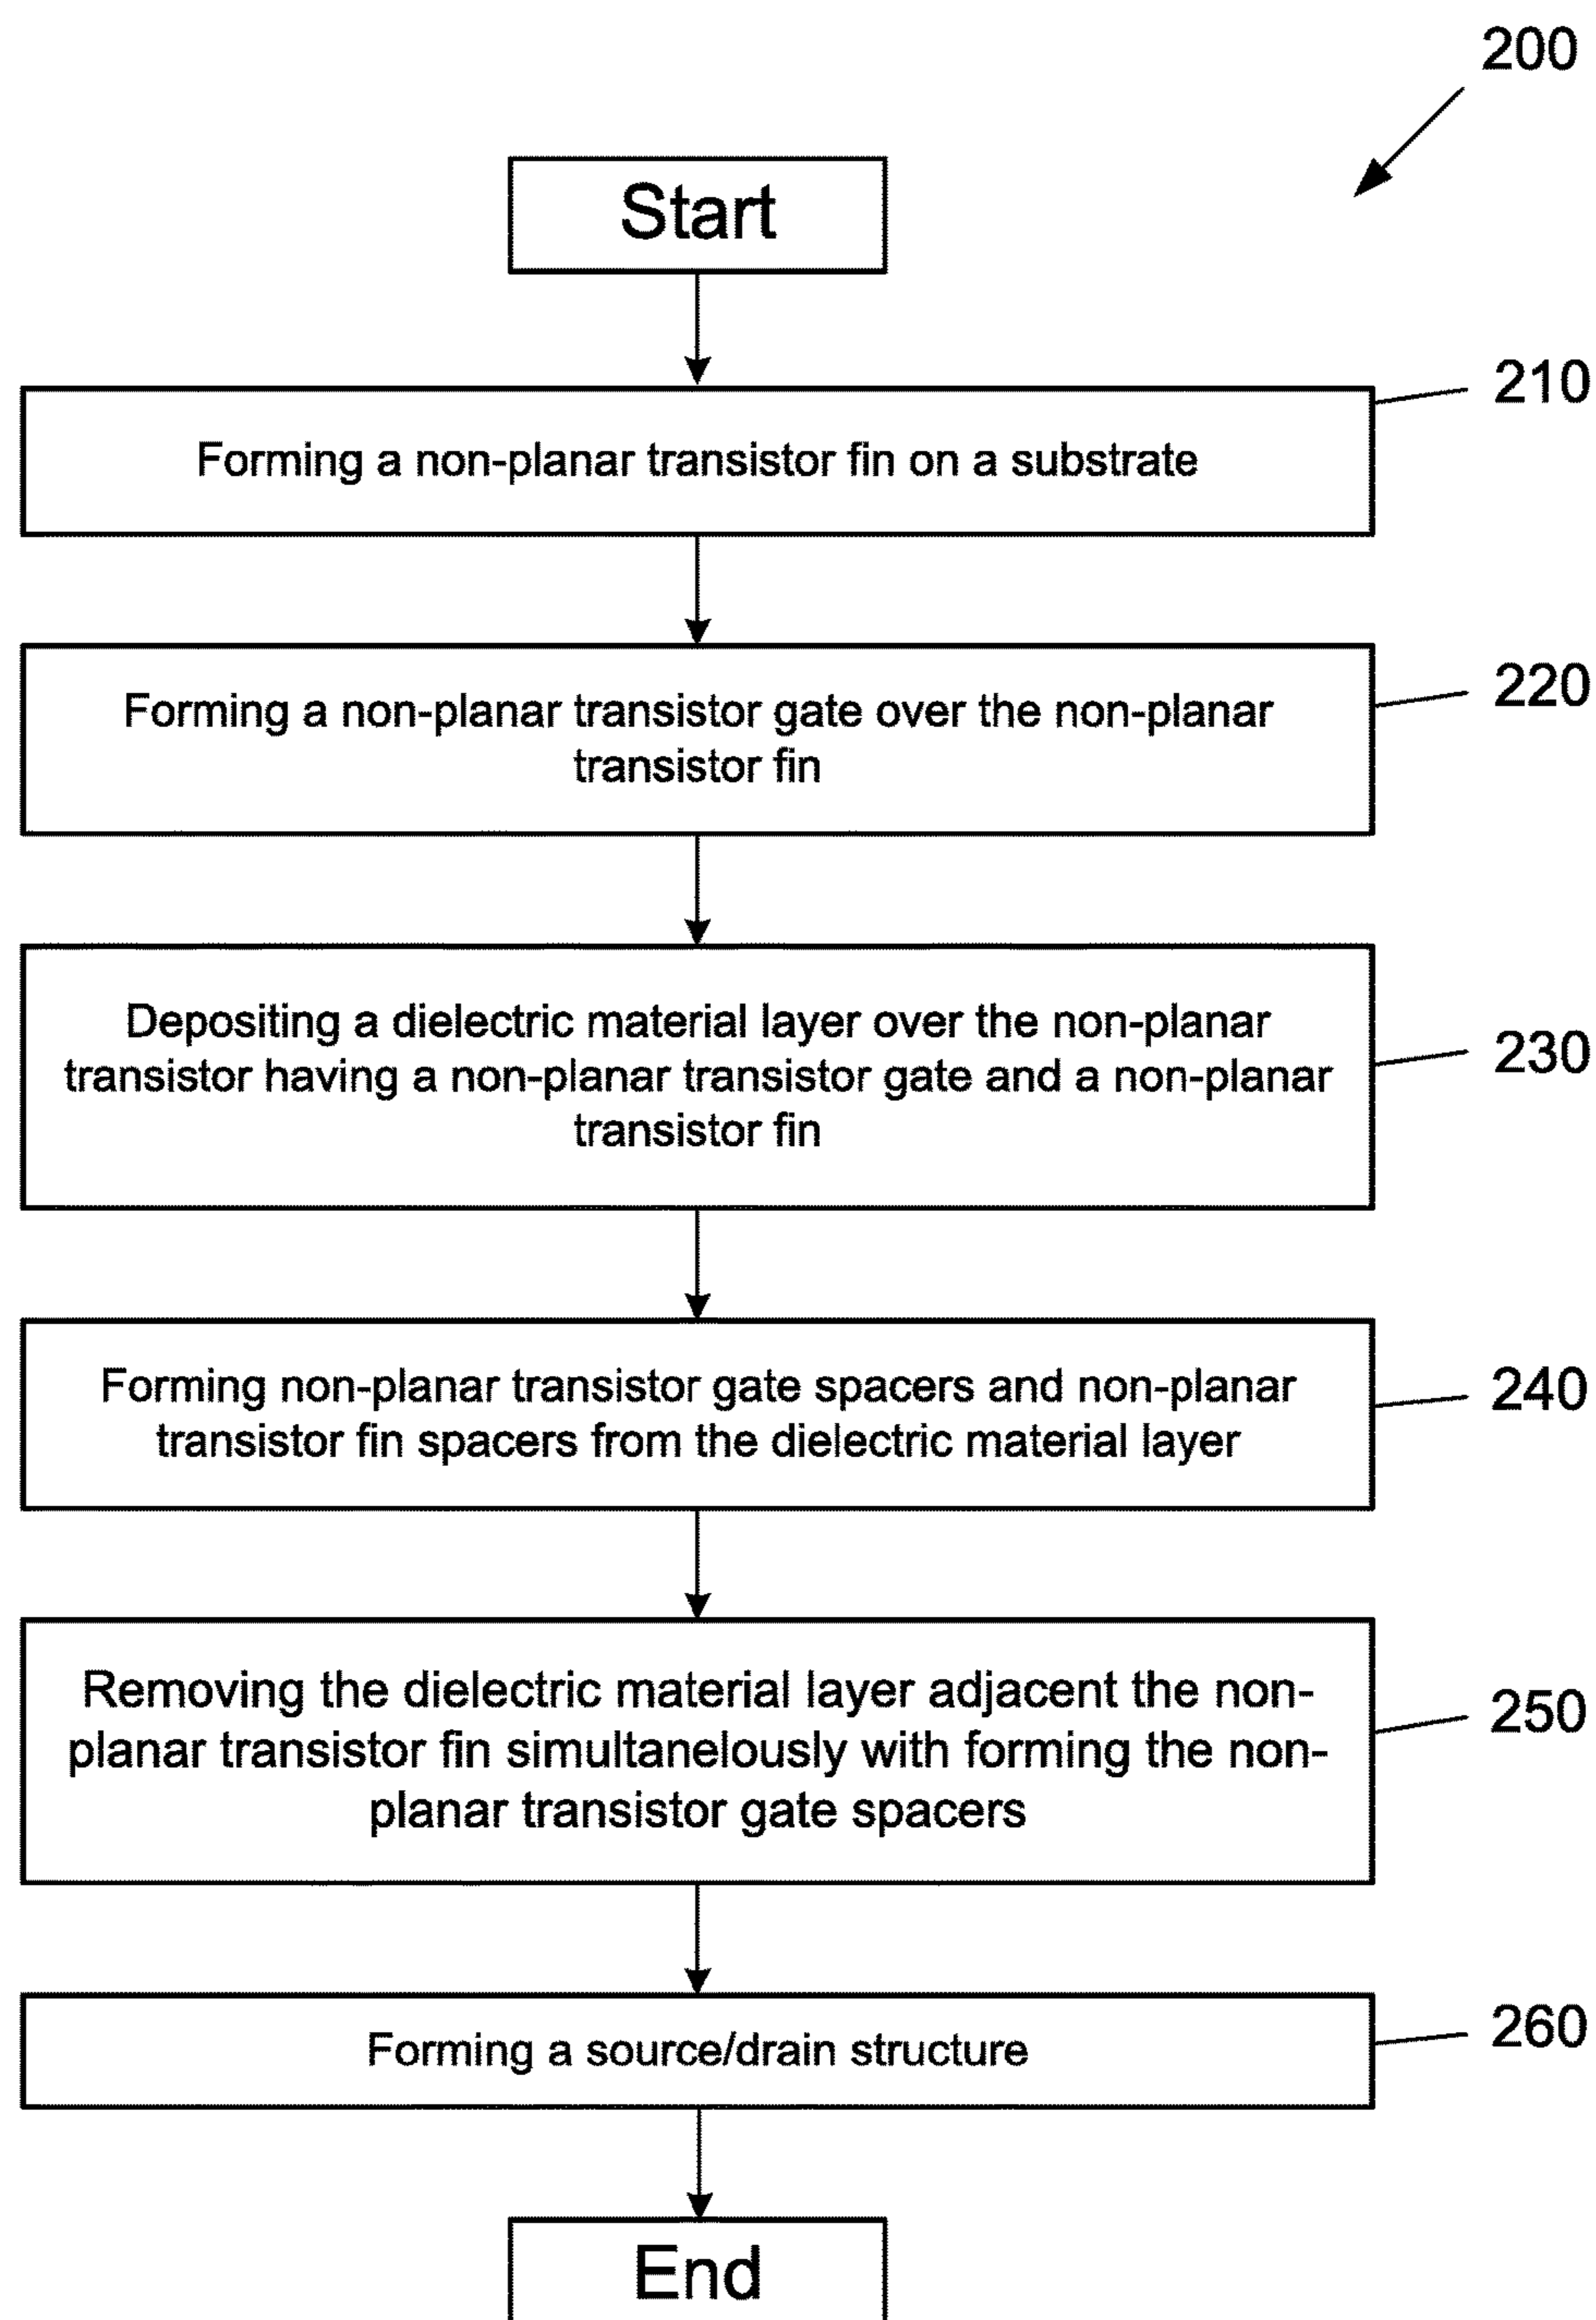 200
Start
210
Forming a non-planar transistor fin on a substrate
220
Forming a non-planar transistor gate over the non-planar
transistor fin
Depositing a dielectric material layer over the non-planar
230
transistor having a non-planar transistor gate and a non-planar
transistor fin
Forming non-planar transistor gate spacers and non-planar
240
transistor fin spacers from the dielectric material layer
Removing the dielectric material layer adjacent the non-
250
planar transistor fin simultanelously with forming the non-
planar transistor gate spacers
260
Forming a source/drain structure
End